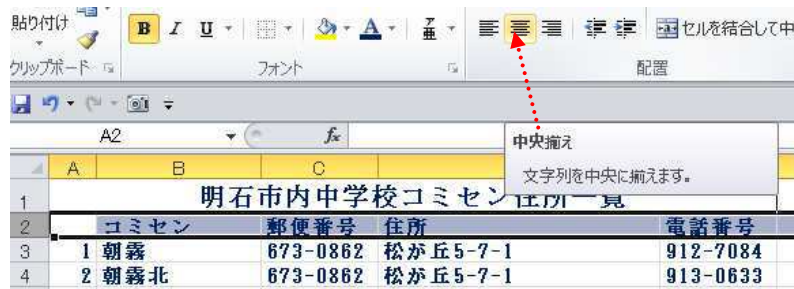 貼り付け
B I U A ア 亜 セルを結合して中
クリップボード フォント 配置
A2 fx
中央揃え
文字列を中央に揃えます。
A B C
1 明石市内中学校コミセン住所一覧
2 コミセン 郵便番号 住所 電話番号
3 1 朝霧 673-0862 松が丘5-7-1 912-7084
4 2 朝霧北 673-0862 松が丘5-7-1 913-0633